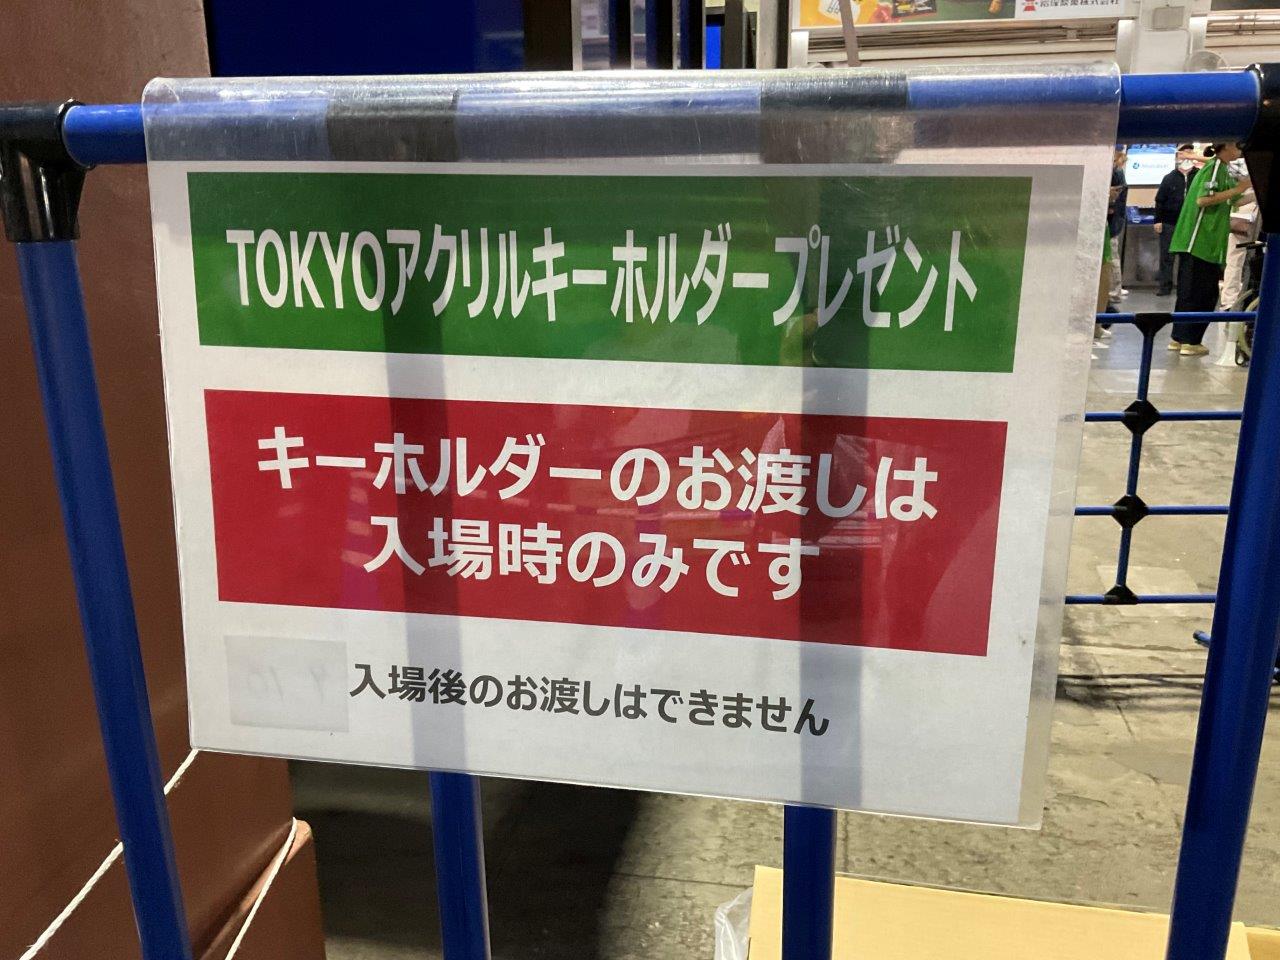 TOKYOアクリルキーホルダープレゼント
キーホルダーのお渡しは
入場時のみです
入場後のお渡しはできません